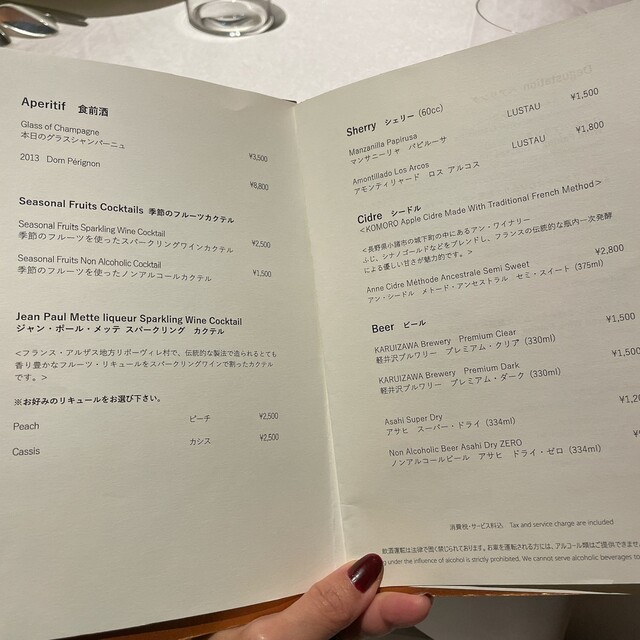 Aperitif 食前酒
Glass of Champagne
本日のグラスシャンパーニュ ¥3,500
2013 Dom Pérignon ¥8,800
Seasonal Fruits Cocktails 季節のフルーツカクテル
Seasonal Fruits Sparkling Wine Cocktail
季節のフルーツを使ったスパークリングワインカクテル ¥2,500
Seasonal Fruits Non Alcoholic Cocktail
季節のフルーツを使ったノンアルコールカクテル ¥1,500
Jean Paul Mette liqueur Sparkling Wine Cocktail
ジャン・ポール・メッテ スパークリング カクテル
<フランス・アルザス地方リボーヴィレ村で、伝統的な製法で造られるとても
香り豊かなフルーツ・リキュールをスパークリングワインで割ったカクテル
です。>
※お好みのリキュールをお選び下さい。
Peach ピーチ ¥2,500
Cassis カシス ¥2,500
Sherry シェリー (60cc)
Manzanilla Papirusa LUSTAU ¥1,500
マンサニーリャ パピルーサ
Amontillado Los Arcos LUSTAU ¥1,800
アモンティリャード ロス アルコス
Cidre シードル
<KOMORO Apple Cidre Made With Traditional French Method>
<長野県小諸市の城下町の中にあるアン・ワイナリー
ふじ、シナノゴールドなどをブレンドし、フランスの伝統的な瓶内一次発酵
による優しい甘さが魅力的です。>
Anne Cidre Méthode Ancestrale Semi Sweet ¥2,800
アン・シードル メトード・アンセストラル セミ・スイート (375ml)
Beer ビール
KARUIZAWA Brewery Premium Clear ¥1,500
軽井沢ブルワリー プレミアム・クリア (330ml)
KARUIZAWA Brewery Premium Dark ¥1,500
軽井沢ブルワリー プレミアム・ダーク (330ml)
Asahi Super Dry
アサヒ スーパー・ドライ (334ml)
Non Alcoholic Beer Asahi Dry ZERO
ノンアルコールビール アサヒ ドライ・ゼロ (334ml)
消費税・サービス料込 Tax and service charge are included
飲酒運転は法律で固く禁じられております。お車を運転される方には、アルコール類はご提供できませ
under the influence of alcohol is strictly prohibited. We cannot serve alcoholic beverages to